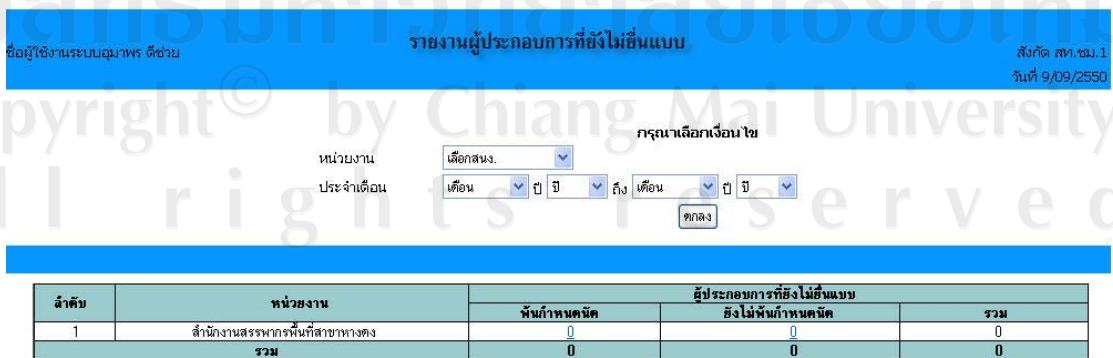 รายงานผู้ประกอบการที่ยังไม่ยื่นแบบ
ชื่อผู้ใช้งานระบบอุมาพร ดีช่วย
สังกัด สท.ชม.1
วันที่ 9/09/2550
pyright© by Chiang Mai University
กรุณาเลือกเงื่อนไข
หน่วยงาน เลือกสนง.
ประจำเดือน เดือน ปี ปี ถึง เดือน ปี ปี
l rights reserved
ตกลง
ลำดับ หน่วยงาน ผู้ประกอบการที่ยังไม่ยื่นแบบ
พ้นกำหนดนัด ยังไม่พ้นกำหนดนัด รวม
1 สำนักงานสรรพากรพื้นที่สาขาหางดง 0 0 0
รวม 0 0 0